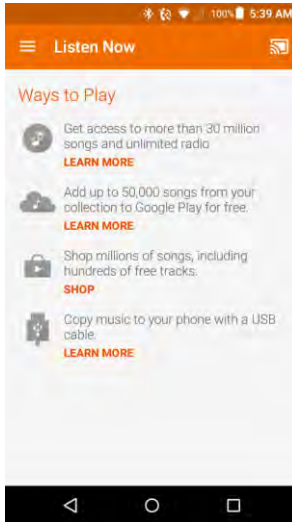 100% 5:39 AM
Listen Now
Ways to Play
Get access to more than 30 million
songs and unlimited radio
LEARN MORE
Add up to 50,000 songs from your
collection to Google Play for free.
LEARN MORE
Shop millions of songs, including
hundreds of free tracks.
SHOP
Copy music to your phone with a USB
cable.
LEARN MORE